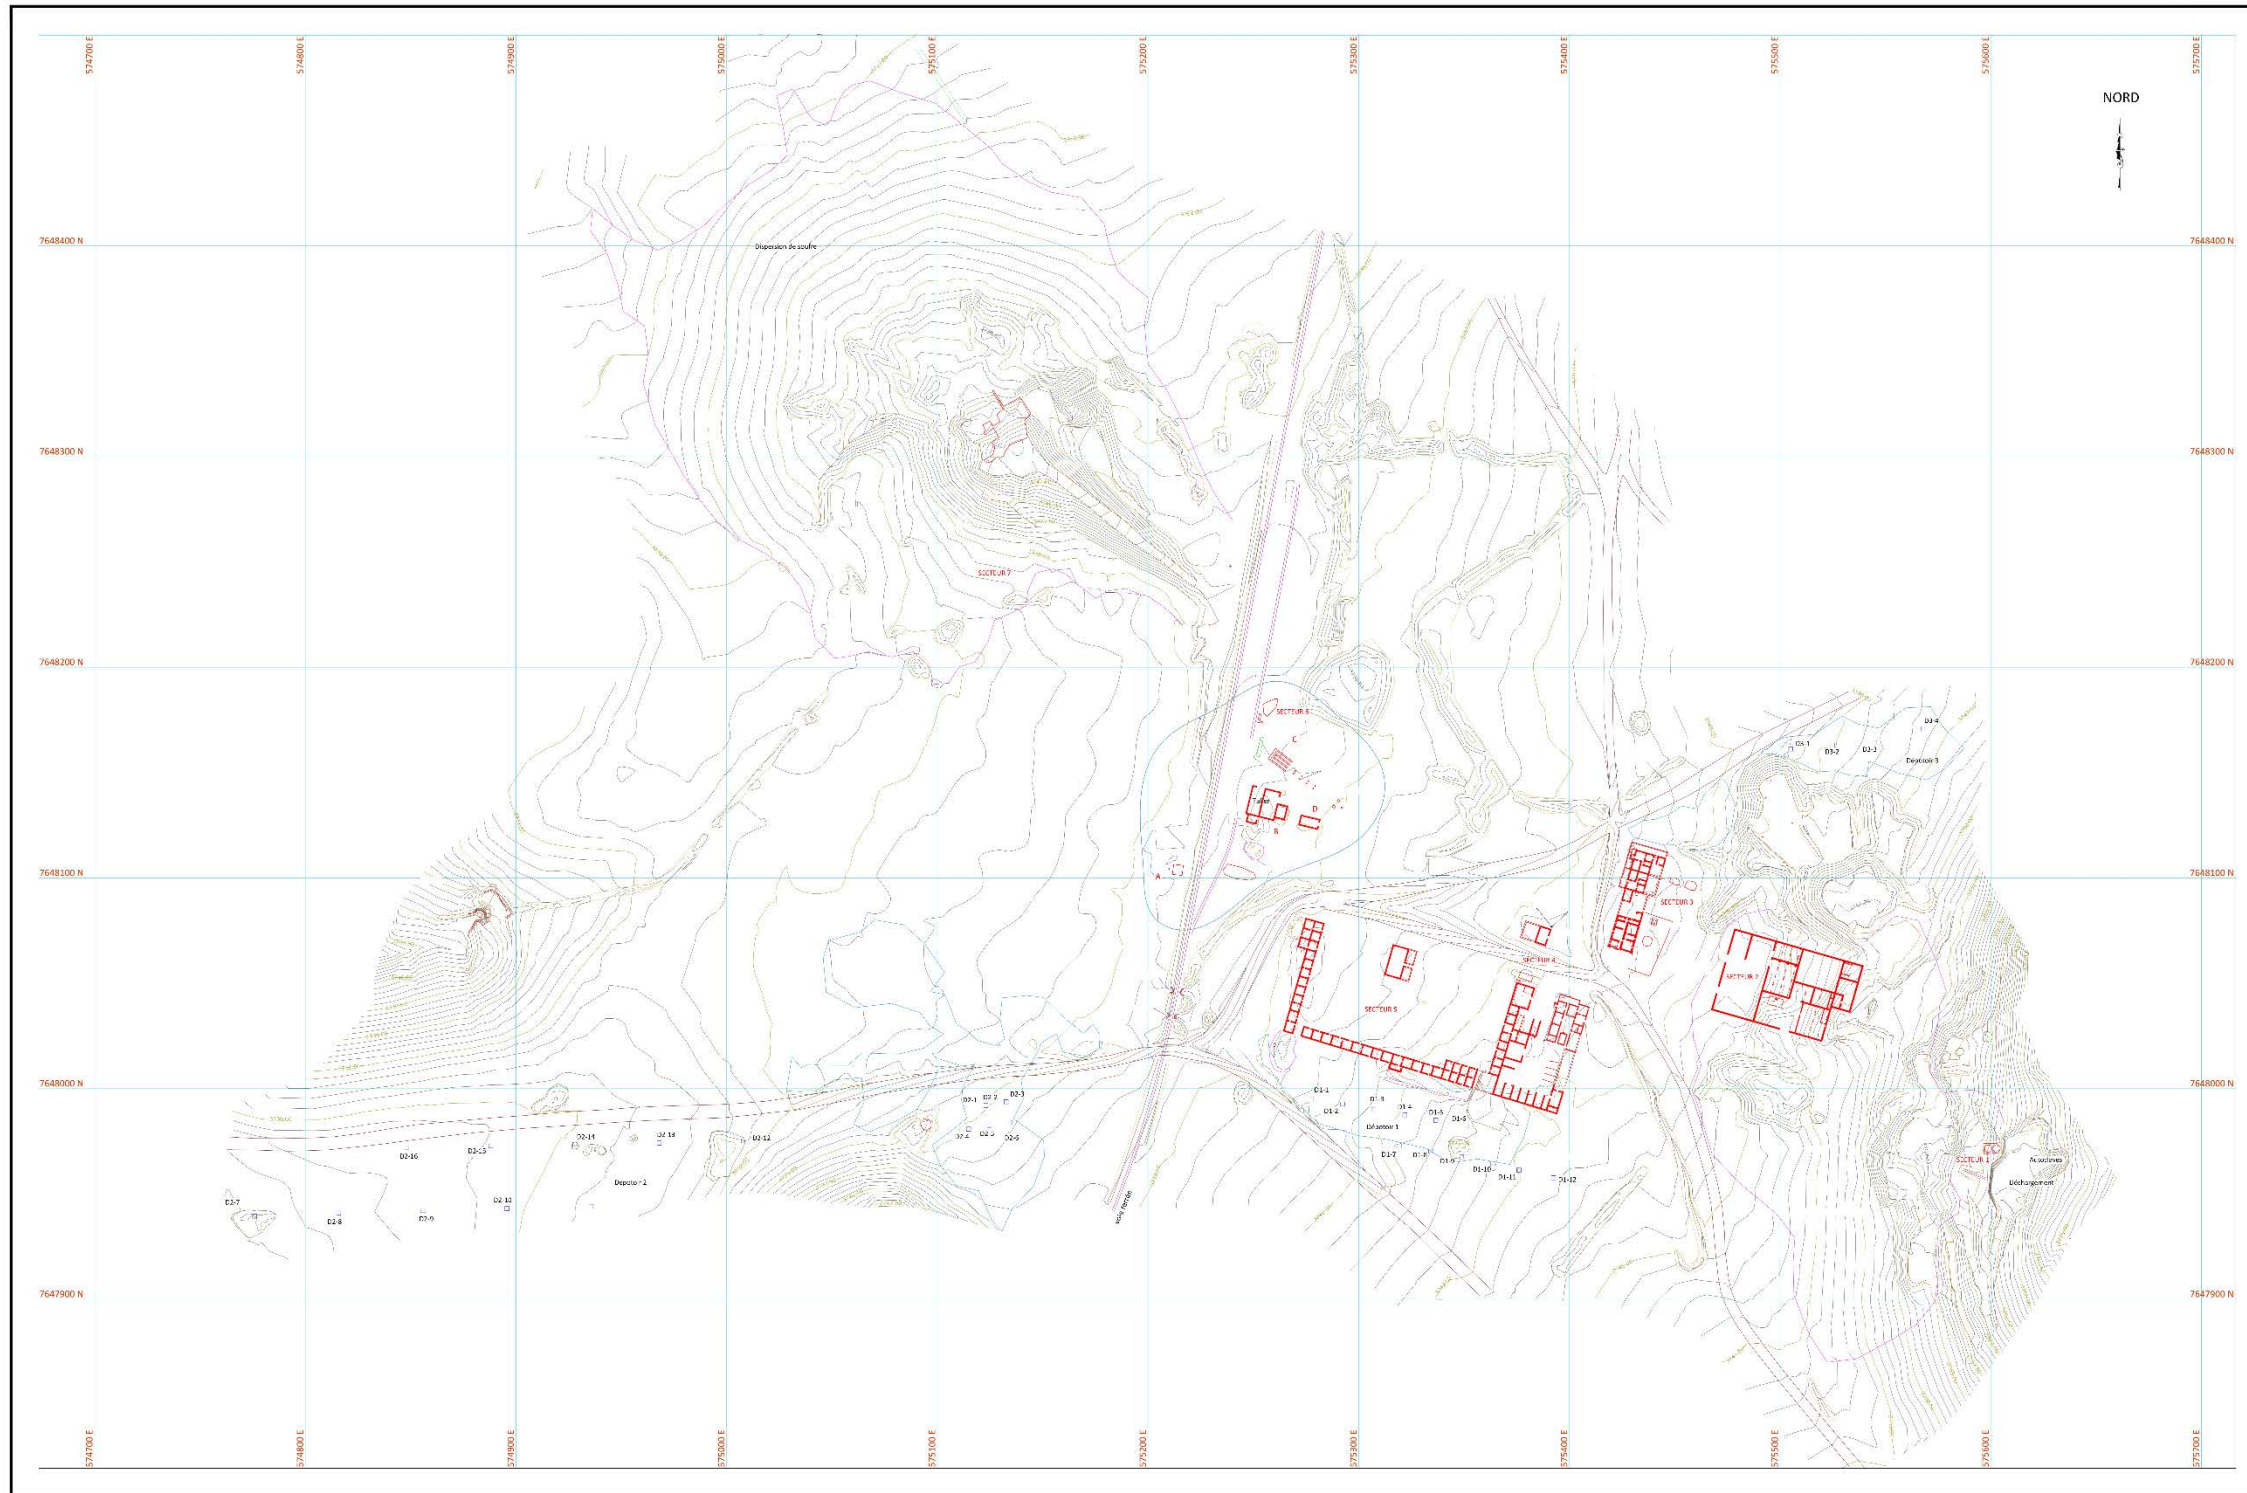 574700 E
574800 E
574900 E
575000 E
575100 E
575200 E
575300 E
575400 E
575500 E
575600 E
575700 E
NORD
7648400 N
Dispersion de soufre
7648400 N
7648300 N
7648300 N
SECTEUR 7
7648200 N
7648200 N
SECTEUR 6
C
D
B
A
D3-4
D3-1
D3-2
D3-3
Dépotoir 3
7648100 N
7648100 N
SECTEUR 3
SECTEUR 4
SECTEUR 2
SECTEUR 5
7648000 N
7648000 N
D1-1
D1-2
D1-3
D1-4
D1-5
D1-6
Dépotoir 1
D2-1
D2-2
D2-3
D2-4
D2-5
D2-6
D2-12
D2-13
D2-14
D2-15
D2-16
D1-7
D1-8
D1-9
D1-10
D1-11
D1-12
SECTEUR 1
Autoclaves
Déchargement
Depotoir 2
D2-7
D2-8
D2-9
D2-10
voie ferrée
7647900 N
7647900 N
574700 E
574800 E
574900 E
575000 E
575100 E
575200 E
575300 E
575400 E
575500 E
575600 E
575700 E